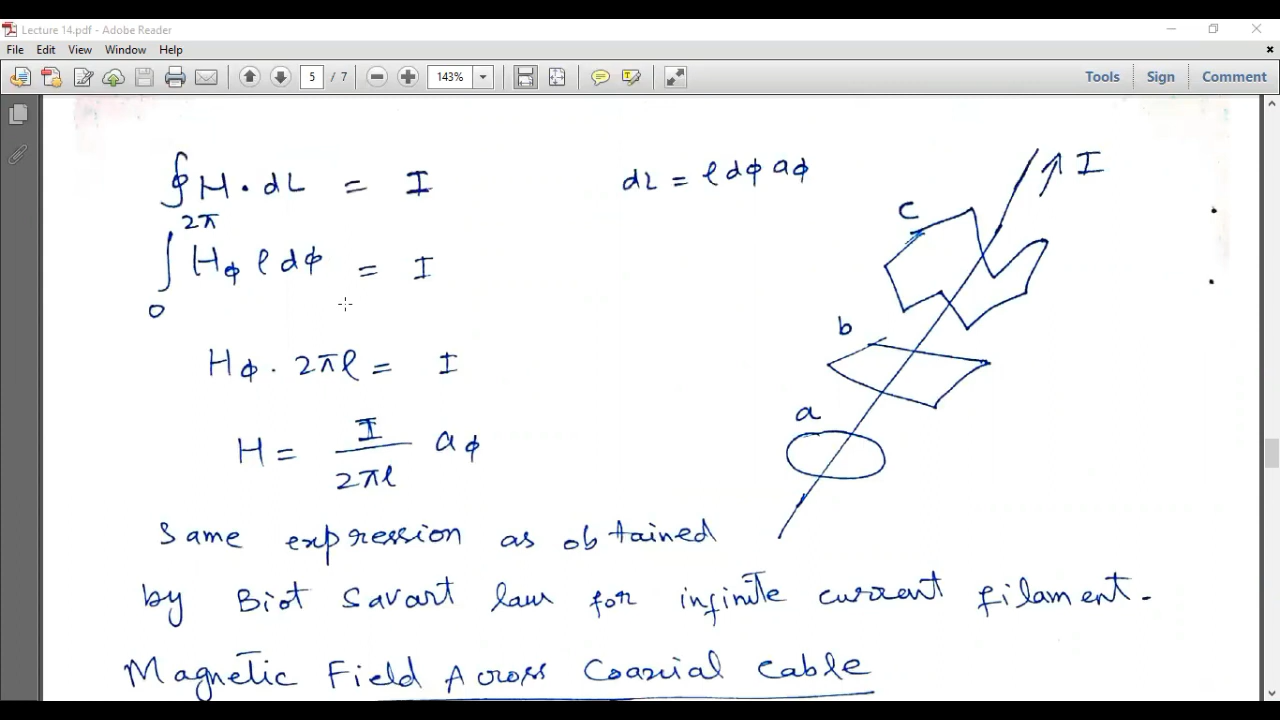 Lecture 14.pdf - Adobe Reader
File Edit View Window Help
5 / 7 143% Tools Sign Comment
∮ H · dL = I dL = ρ dφ aφ
∫₀^2π Hφ ρ dφ = I
Hφ · 2πρ = I
H = I / 2πρ aφ
I
c
b
a
Same expression as obtained
by Biot Savart law for infinite current filament.
Magnetic Field Across Coaxial Cable